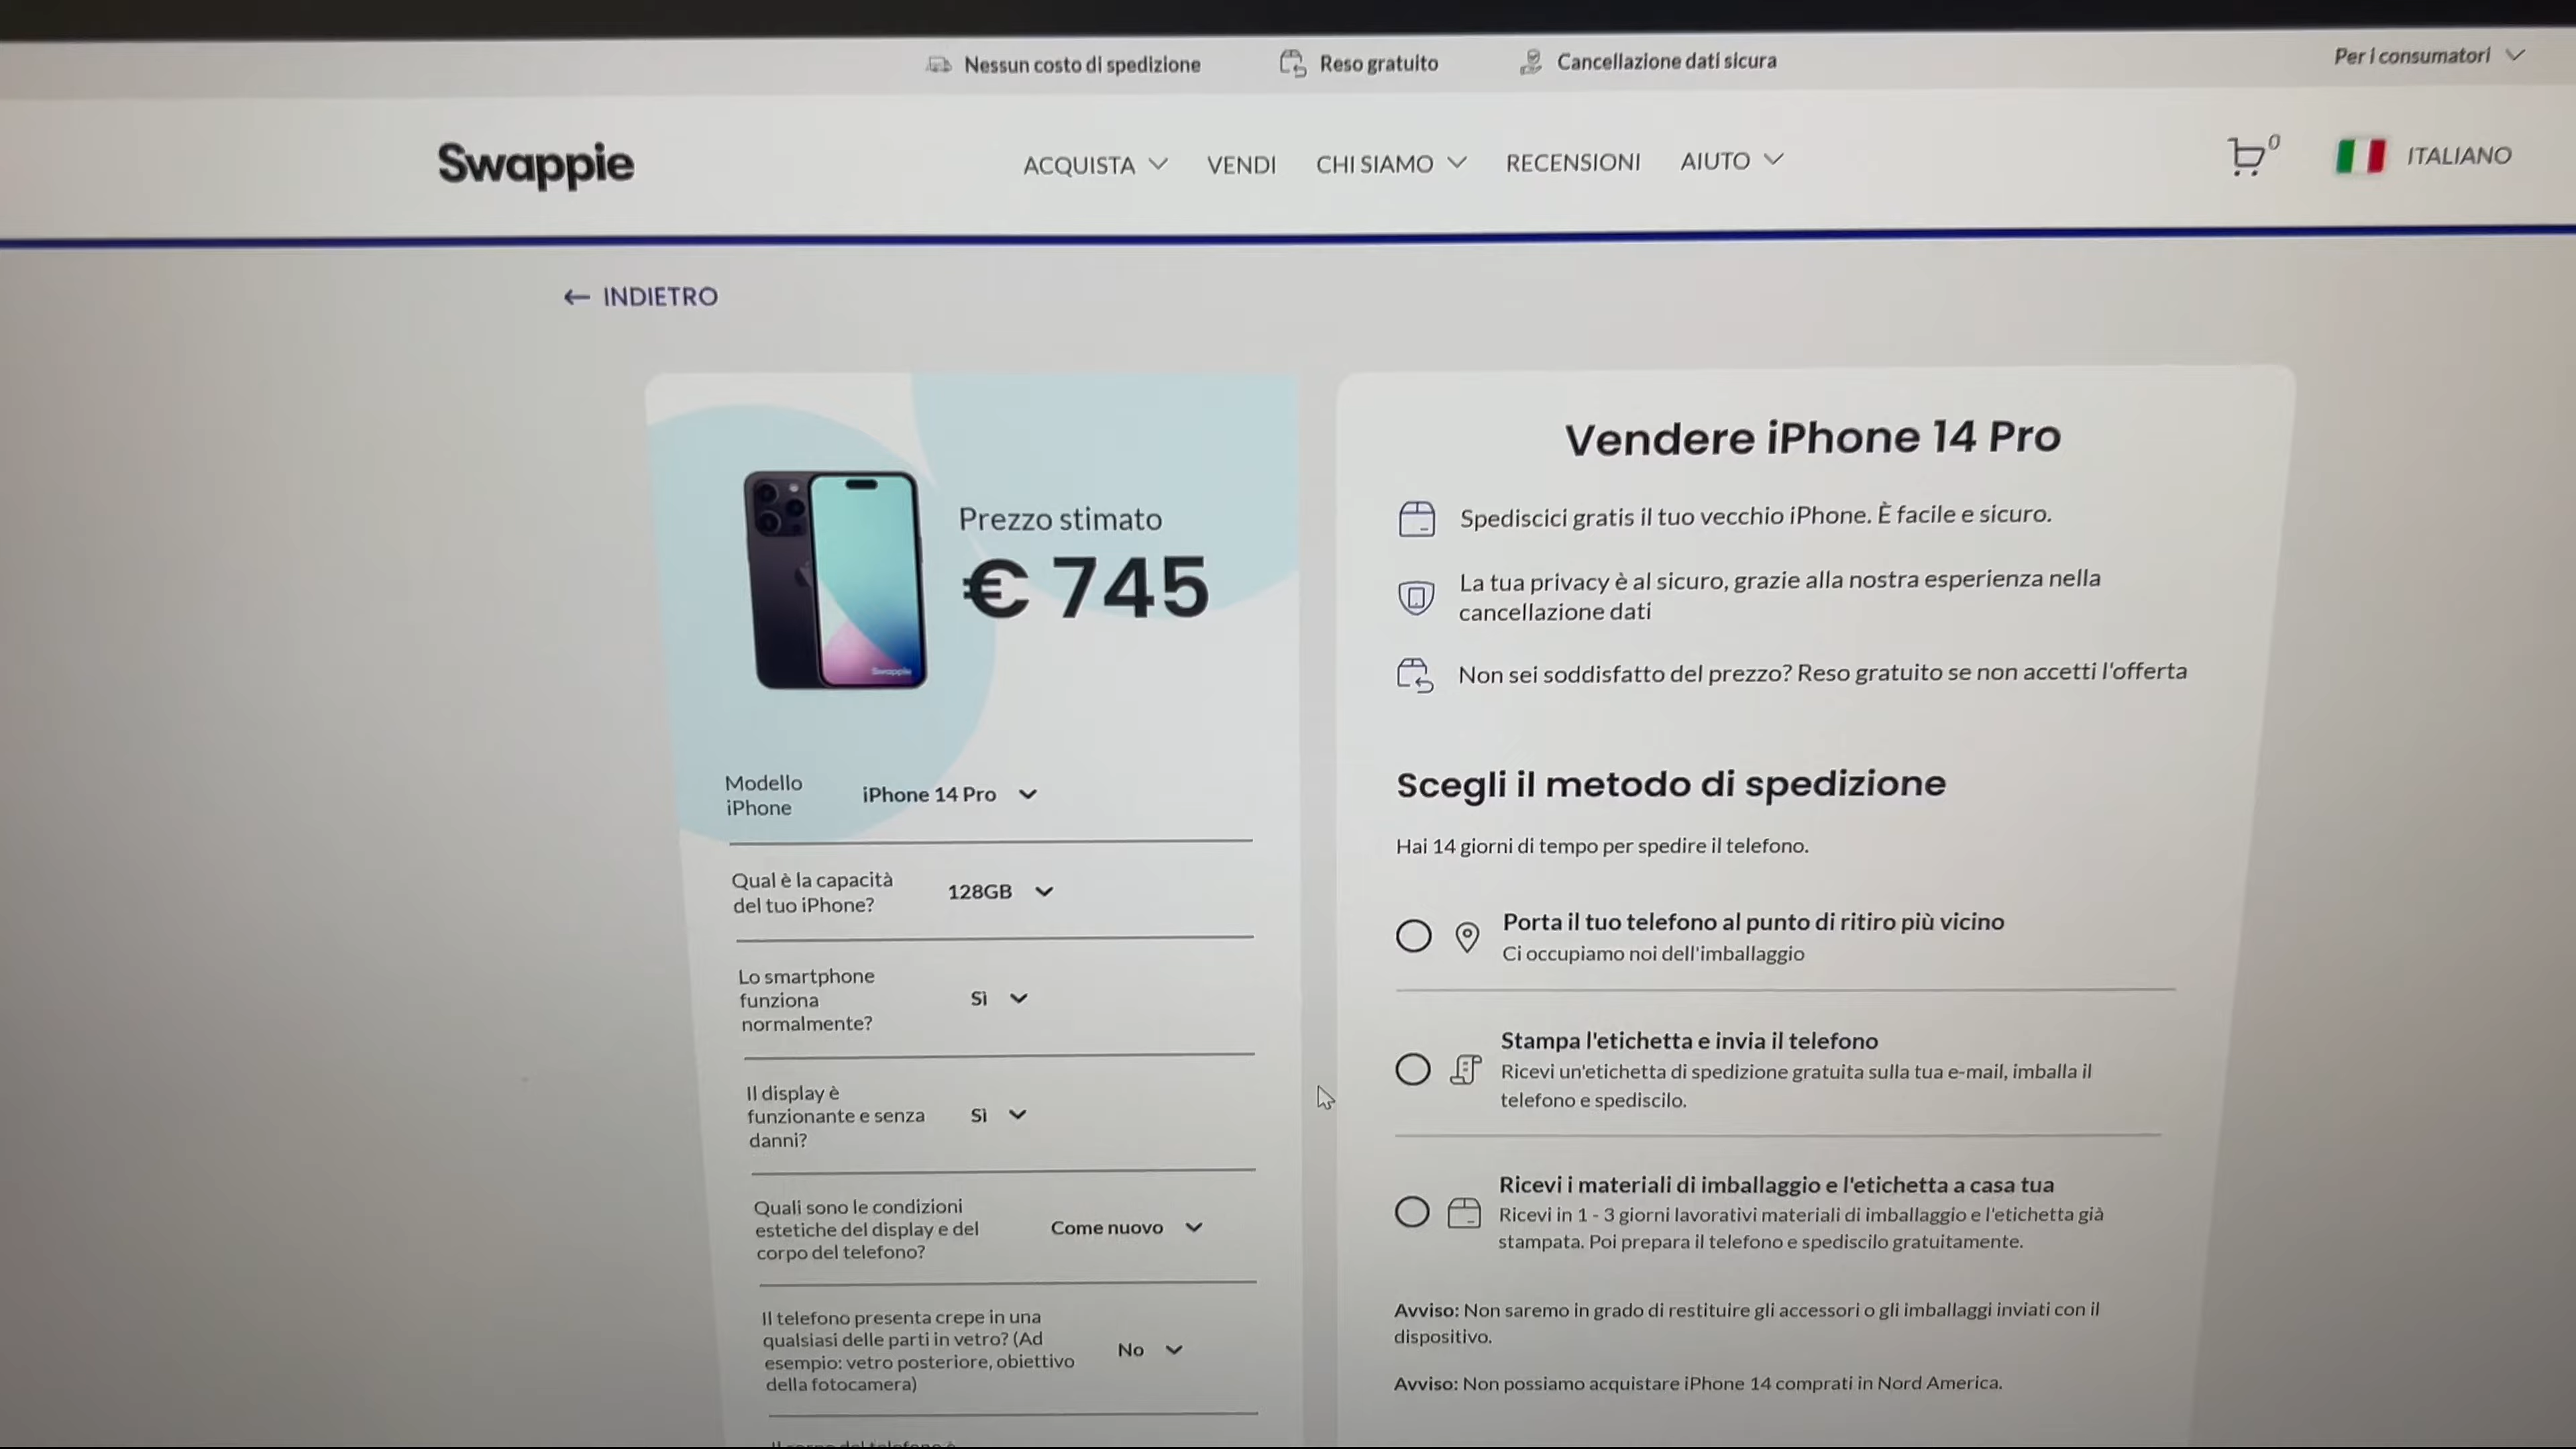 Nessun costo di spedizione
Reso gratuito
Cancellazione dati sicura
Per i consumatori
Swappie
ACQUISTA
VENDI
CHI SIAMO
RECENSIONI
AIUTO
0
ITALIANO
← INDIETRO
Prezzo stimato
€ 745
Swappie
Modello
iPhone
iPhone 14 Pro
Qual è la capacità
del tuo iPhone?
128GB
Lo smartphone
funziona
normalmente?
Sì
Il display è
funzionante e senza
danni?
Sì
Quali sono le condizioni
estetiche del display e del
corpo del telefono?
Come nuovo
Il telefono presenta crepe in una
qualsiasi delle parti in vetro? (Ad
esempio: vetro posteriore, obiettivo
della fotocamera)
No
Vendere iPhone 14 Pro
Spediscici gratis il tuo vecchio iPhone. È facile e sicuro.
La tua privacy è al sicuro, grazie alla nostra esperienza nella
cancellazione dati
Non sei soddisfatto del prezzo? Reso gratuito se non accetti l'offerta
Scegli il metodo di spedizione
Hai 14 giorni di tempo per spedire il telefono.
Porta il tuo telefono al punto di ritiro più vicino
Ci occupiamo noi dell'imballaggio
Stampa l'etichetta e invia il telefono
Ricevi un'etichetta di spedizione gratuita sulla tua e-mail, imballa il
telefono e spediscilo.
Ricevi i materiali di imballaggio e l'etichetta a casa tua
Ricevi in 1 - 3 giorni lavorativi materiali di imballaggio e l'etichetta già
stampata. Poi prepara il telefono e spediscilo gratuitamente.
Avviso: Non saremo in grado di restituire gli accessori o gli imballaggi inviati con il
dispositivo.
Avviso: Non possiamo acquistare iPhone 14 comprati in Nord America.